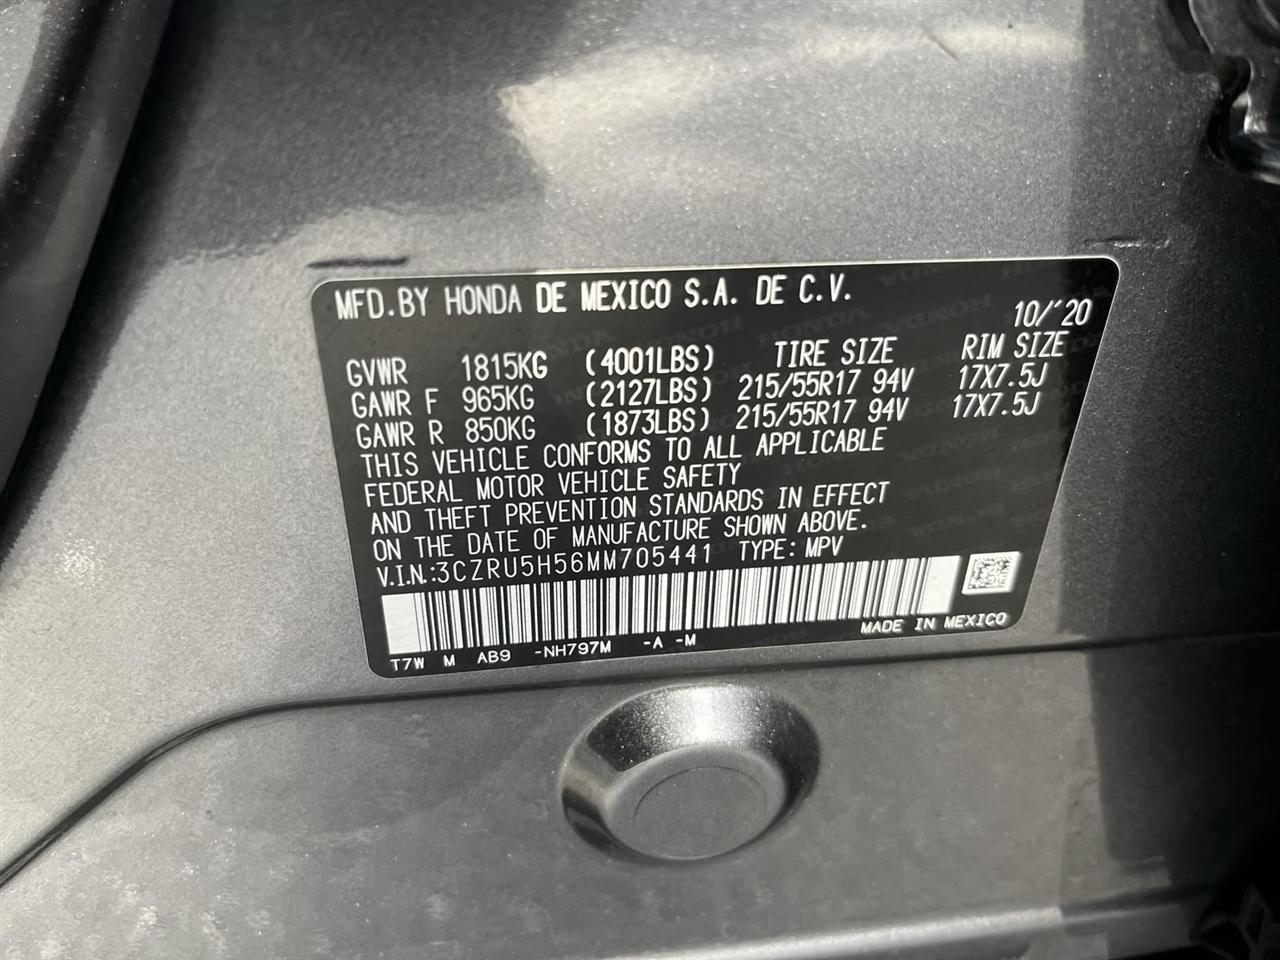 MFD.BY HONDA DE MEXICO S.A. DE C.V.
10/'20
GVWR 1815KG (4001LBS) TIRE SIZE RIM SIZE
GAWR F 965KG (2127LBS) 215/55R17 94V 17X7.5J
GAWR R 850KG (1873LBS) 215/55R17 94V 17X7.5J
THIS VEHICLE CONFORMS TO ALL APPLICABLE
FEDERAL MOTOR VEHICLE SAFETY
AND THEFT PREVENTION STANDARDS IN EFFECT
ON THE DATE OF MANUFACTURE SHOWN ABOVE.
V.I.N.:3CZRU5H56MM705441 TYPE: MPV
MADE IN MEXICO
T7W M AB9 -NH797M -A -M